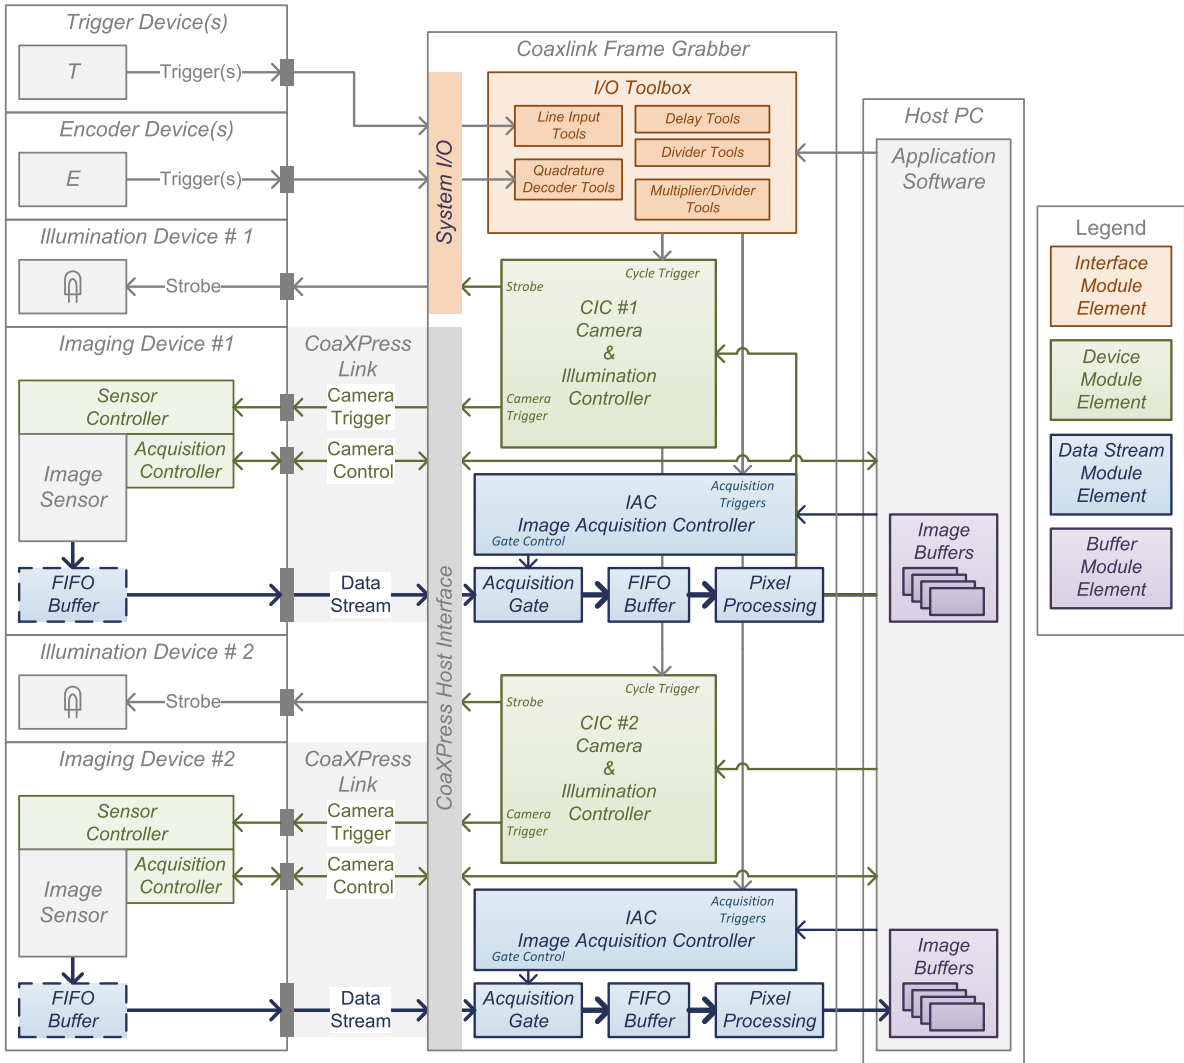 Trigger Device(s)
T
Trigger(s)
Encoder Device(s)
E
Trigger(s)
Illumination Device # 1
Strobe
Imaging Device #1
Sensor
Controller
Acquisition
Controller
Image
Sensor
FIFO
Buffer
CoaXPress
Link
Camera
Trigger
Camera
Control
Data
Stream
Illumination Device # 2
Strobe
Imaging Device #2
Sensor
Controller
Acquisition
Controller
Image
Sensor
FIFO
Buffer
CoaXPress
Link
Camera
Trigger
Camera
Control
Data
Stream
Coaxlink Frame Grabber
System I/O
CoaXPress Host Interface
I/O Toolbox
Line Input
Tools
Quadrature
Decoder Tools
Delay Tools
Divider Tools
Multiplier/Divider
Tools
Cycle Trigger
Strobe
CIC #1
Camera
&
Illumination
Controller
Camera
Trigger
Acquisition
Triggers
IAC
Image Acquisition Controller
Gate Control
Acquisition
Gate
FIFO
Buffer
Pixel
Processing
Cycle Trigger
Strobe
CIC #2
Camera
&
Illumination
Controller
Camera
Trigger
Acquisition
Triggers
IAC
Image Acquisition Controller
Gate Control
Acquisition
Gate
FIFO
Buffer
Pixel
Processing
Host PC
Application
Software
Image
Buffers
Image
Buffers
Legend
Interface
Module
Element
Device
Module
Element
Data Stream
Module
Element
Buffer
Module
Element